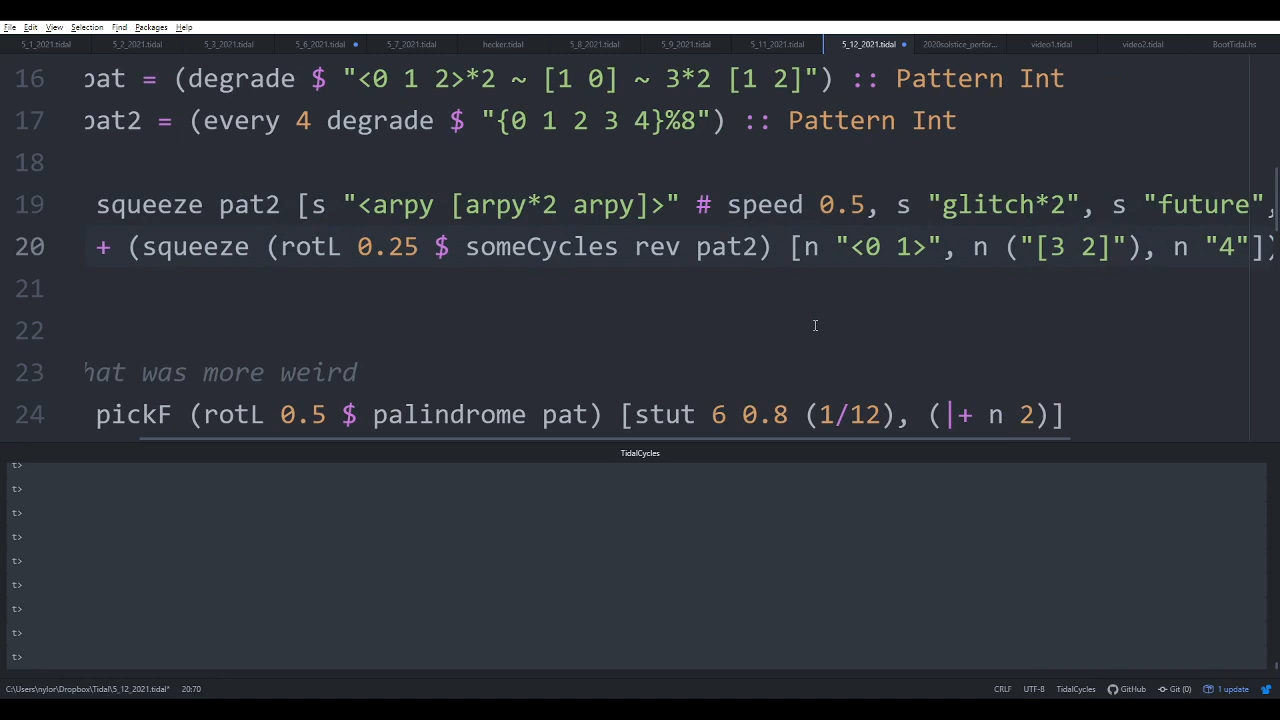 File Edit View Selection Find Packages Help
5_1_2021.tidal 5_2_2021.tidal 5_3_2021.tidal 5_6_2021.tidal 5_7_2021.tidal hecker.tidal 5_8_2021.tidal 5_9_2021.tidal 5_11_2021.tidal 5_12_2021.tidal 2020solstice_perfor... video1.tidal video2.tidal BootTidal.hs
16 pat = (degrade $ "<0 1 2>*2 ~ [1 0] ~ 3*2 [1 2]") :: Pattern Int
17 pat2 = (every 4 degrade $ "{0 1 2 3 4}%8") :: Pattern Int
18
19 squeeze pat2 [s "<arpy [arpy*2 arpy]>" # speed 0.5, s "glitch*2", s "future",
20 + (squeeze (rotL 0.25 $ someCycles rev pat2) [n "<0 1>", n ("[3 2]"), n "4"])
21
22
23 hat was more weird
24 pickF (rotL 0.5 $ palindrome pat) [stut 6 0.8 (1/12), (|+ n 2)]
TidalCycles
t>
t>
t>
t>
t>
t>
t>
t>
t>
C:\Users\nylor\Dropbox\Tidal\5_12_2021.tidal* 20:70 CRLF UTF-8 TidalCycles GitHub Git (0) 1 update